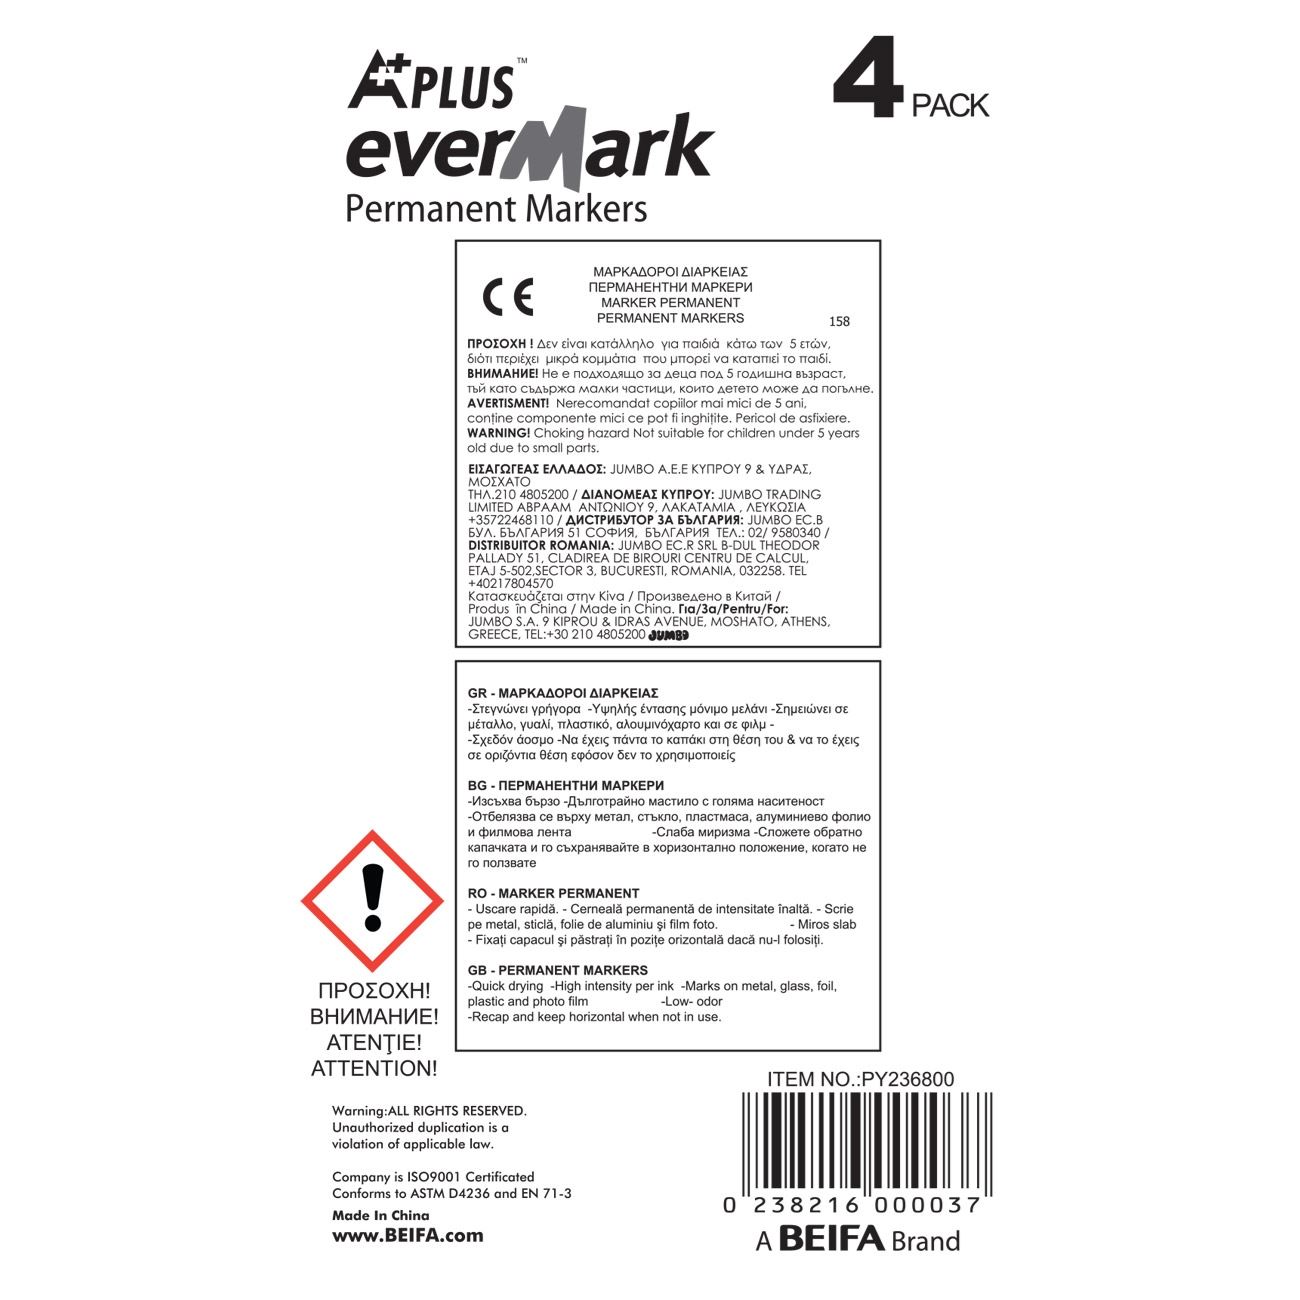 A+PLUS™
everMark
Permanent Markers
4 PACK
CE
ΜΑΡΚΑΔΟΡΟΙ ΔΙΑΡΚΕΙΑΣ
ПЕРМАНЕНТНИ МАРКЕРИ
MARKER PERMANENT
PERMANENT MARKERS
158
ΠΡΟΣΟΧΗ ! Δεν είναι κατάλληλο για παιδιά κάτω των 5 ετών,
διότι περιέχει μικρά κομμάτια που μπορεί να καταπιεί το παιδί.
ВНИМАНИЕ! Не е подходящо за деца под 5 годишна възраст,
тъй като съдържа малки частици, които детето може да погълне.
AVERTISMENT! Nerecomandat copiilor mai mici de 5 ani,
conține componente mici ce pot fi inghițite. Pericol de asfixiere.
WARNING! Choking hazard Not suitable for children under 5 years
old due to small parts.
ΕΙΣΑΓΩΓΕΑΣ ΕΛΛΑΔΟΣ: JUMBO Α.Ε.Ε ΚΥΠΡΟΥ 9 & ΥΔΡΑΣ,
ΜΟΣΧΑΤΟ
ΤΗΛ.210 4805200 / ΔΙΑΝΟΜΕΑΣ ΚΥΠΡΟΥ: JUMBO TRADING
LIMITED ΑΒΡΑΑΜ ΑΝΤΩΝΙΟΥ 9, ΛΑΚΑΤΑΜΙΑ , ΛΕΥΚΩΣΙΑ
+35722468110 / ДИСТРИБУТОР ЗА БЪЛГАРИЯ: JUMBO EC.B
БУЛ. БЪЛГАРИЯ 51 СОФИЯ, БЪЛГАРИЯ ТЕЛ.: 02/ 9580340 /
DISTRIBUITOR ROMANIA: JUMBO EC.R SRL B-DUL THEODOR
PALLADY 51, CLADIREA DE BIROURI CENTRU DE CALCUL,
ETAJ 5-502,SECTOR 3, BUCURESTI, ROMANIA, 032258. TEL
+40217804570
Κατασκευάζεται στην Κίνα / Произведено в Китай /
Produs în China / Made in China. Για/За/Pentru/For:
JUMBO S.A. 9 KIPROU & IDRAS AVENUE, MOSHATO, ATHENS,
GREECE, TEL:+30 210 4805200 JUMBO
GR - ΜΑΡΚΑΔΟΡΟΙ ΔΙΑΡΚΕΙΑΣ
-Στεγνώνει γρήγορα -Υψηλής έντασης μόνιμο μελάνι -Σημειώνει σε
μέταλλο, γυαλί, πλαστικό, αλουμινόχαρτο και σε φιλμ -
-Σχεδόν άοσμο -Να έχεις πάντα το καπάκι στη θέση του & να το έχεις
σε οριζόντια θέση εφόσον δεν το χρησιμοποιείς
BG - ПЕРМАНЕНТНИ МАРКЕРИ
-Изсъхва бързо -Дълготрайно мастило с голяма наситеност
-Отбелязва се върху метал, стъкло, пластмаса, алуминиево фолио
и филмова лента -Слаба миризма -Сложете обратно
капачката и го съхранявайте в хоризонтално положение, когато не
го ползвате
RO - MARKER PERMANENT
- Uscare rapidă. - Cerneală permanentă de intensitate înaltă. - Scrie
pe metal, sticlă, folie de aluminiu și film foto. - Miros slab
- Fixați capacul și păstrați în poziție orizontală dacă nu-l folosiți.
GB - PERMANENT MARKERS
-Quick drying -High intensity per ink -Marks on metal, glass, foil,
plastic and photo film -Low- odor
-Recap and keep horizontal when not in use.
ΠΡΟΣΟΧΗ!
ВНИМАНИЕ!
ATENŢIE!
ATTENTION!
Warning:ALL RIGHTS RESERVED.
Unauthorized duplication is a
violation of applicable law.
Company is ISO9001 Certificated
Conforms to ASTM D4236 and EN 71-3
Made In China
www.BEIFA.com
ITEM NO.:PY236800
0 238216 000037
A BEIFA Brand